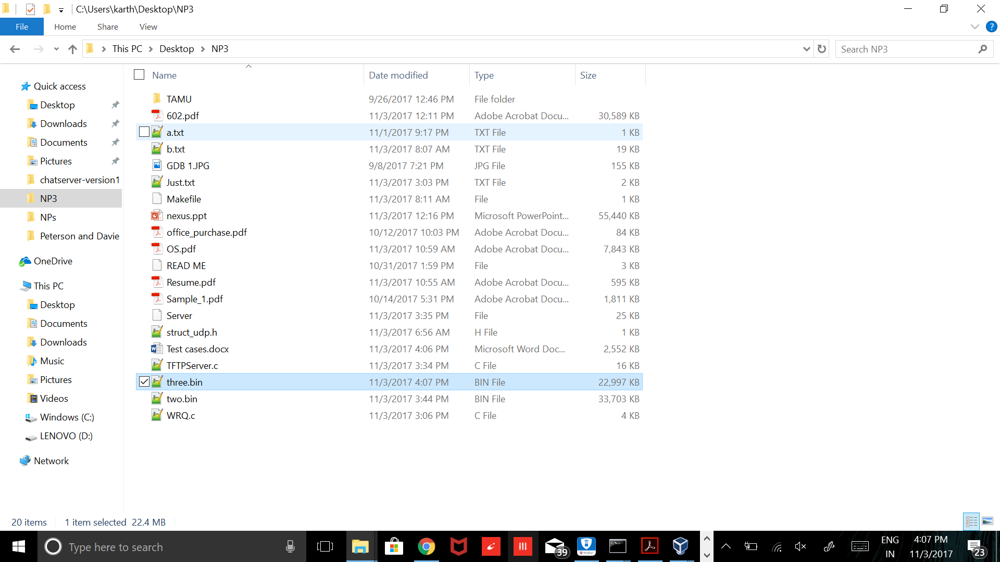 C:\Users\karth\Desktop\NP3
File Home Share View
This PC Desktop NP3
Search NP3
Name Date modified Type Size
Quick access
Desktop
Downloads
Documents
Pictures
chatserver-version1
NP3
NPs
Peterson and Davie
OneDrive
This PC
Desktop
Documents
Downloads
Music
Pictures
Videos
Windows (C:)
LENOVO (D:)
Network
TAMU 9/26/2017 12:46 PM File folder
602.pdf 11/3/2017 12:11 PM Adobe Acrobat Docu... 30,589 KB
a.txt 11/1/2017 9:17 PM TXT File 1 KB
b.txt 11/3/2017 8:07 AM TXT File 19 KB
GDB 1.JPG 9/8/2017 7:21 PM JPG File 155 KB
Just.txt 11/3/2017 3:03 PM TXT File 2 KB
Makefile 11/3/2017 8:11 AM File 1 KB
nexus.ppt 11/3/2017 12:16 PM Microsoft PowerPoint... 55,440 KB
office_purchase.pdf 10/12/2017 10:03 PM Adobe Acrobat Docu... 84 KB
OS.pdf 11/3/2017 10:59 AM Adobe Acrobat Docu... 7,843 KB
READ ME 10/31/2017 1:59 PM File 3 KB
Resume.pdf 11/3/2017 10:55 AM Adobe Acrobat Docu... 595 KB
Sample_1.pdf 10/14/2017 5:31 PM Adobe Acrobat Docu... 1,811 KB
Server 11/3/2017 3:35 PM File 25 KB
struct_udp.h 11/3/2017 6:56 AM H File 1 KB
Test cases.docx 11/3/2017 4:06 PM Microsoft Word Doc... 2,552 KB
TFTPServer.c 11/3/2017 3:34 PM C File 16 KB
three.bin 11/3/2017 4:07 PM BIN File 22,997 KB
two.bin 11/3/2017 3:44 PM BIN File 33,703 KB
WRQ.c 11/3/2017 3:06 PM C File 4 KB
20 items 1 item selected 22.4 MB
Type here to search
39
ENG
IN
4:07 PM
11/3/2017
23